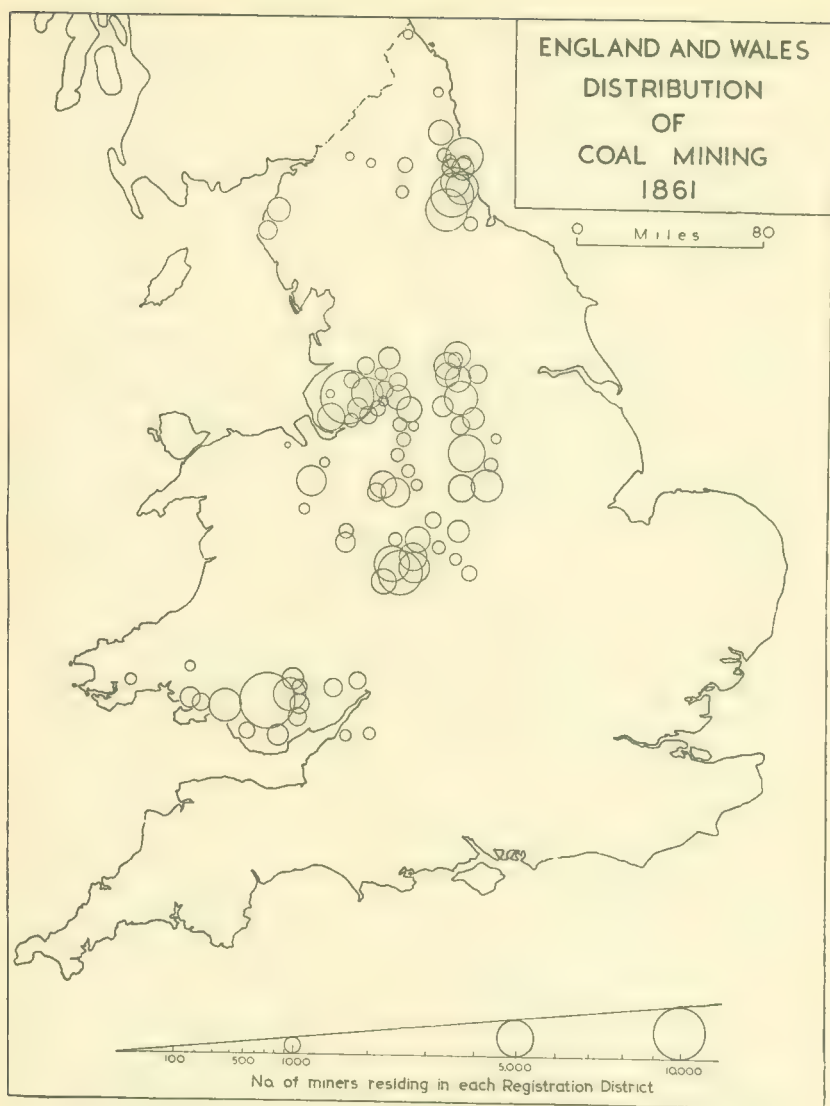 ENGLAND AND WALES
DISTRIBUTION
OF
COAL MINING
1861
0 Miles 80
100 500 1000 5,000 10,000
No. of miners residing in each Registration District